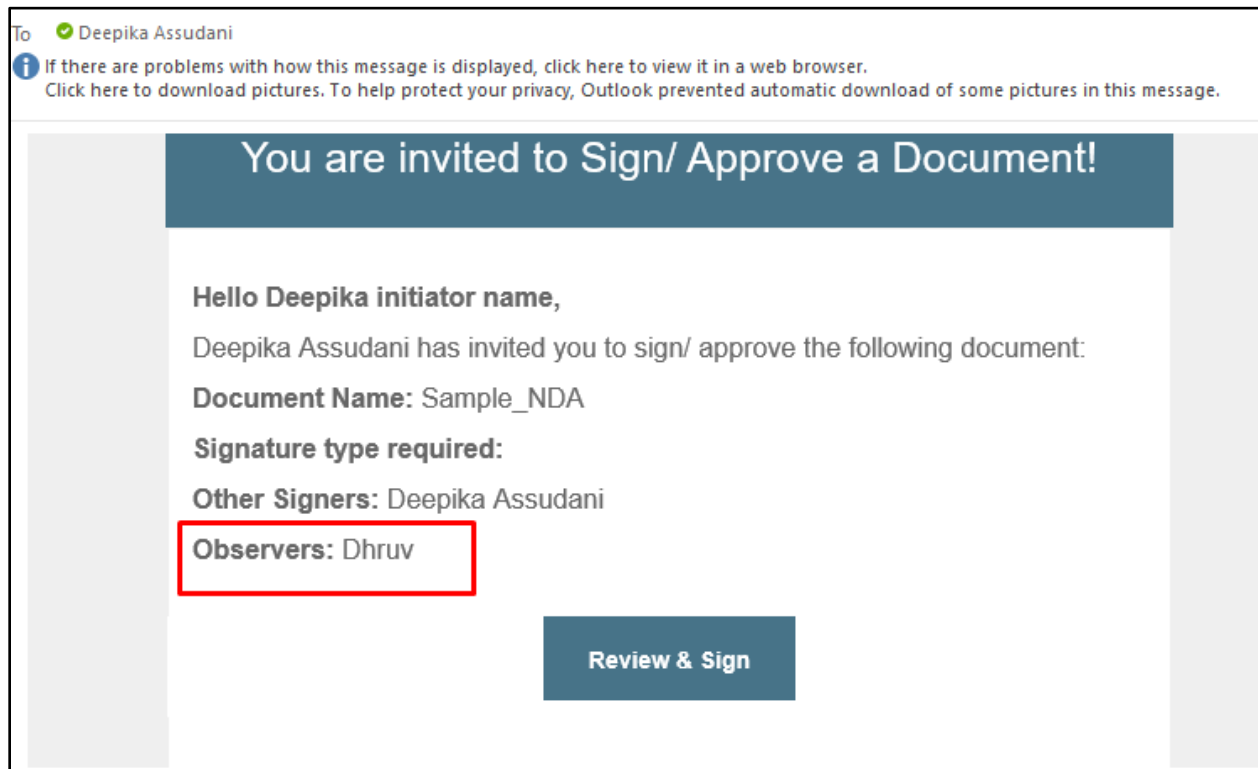 To Deepika Assudani
If there are problems with how this message is displayed, click here to view it in a web browser.
Click here to download pictures. To help protect your privacy, Outlook prevented automatic download of some pictures in this message.
You are invited to Sign/ Approve a Document!
Hello Deepika initiator name,
Deepika Assudani has invited you to sign/ approve the following document:
Document Name: Sample_NDA
Signature type required:
Other Signers: Deepika Assudani
Observers: Dhruv
Review & Sign